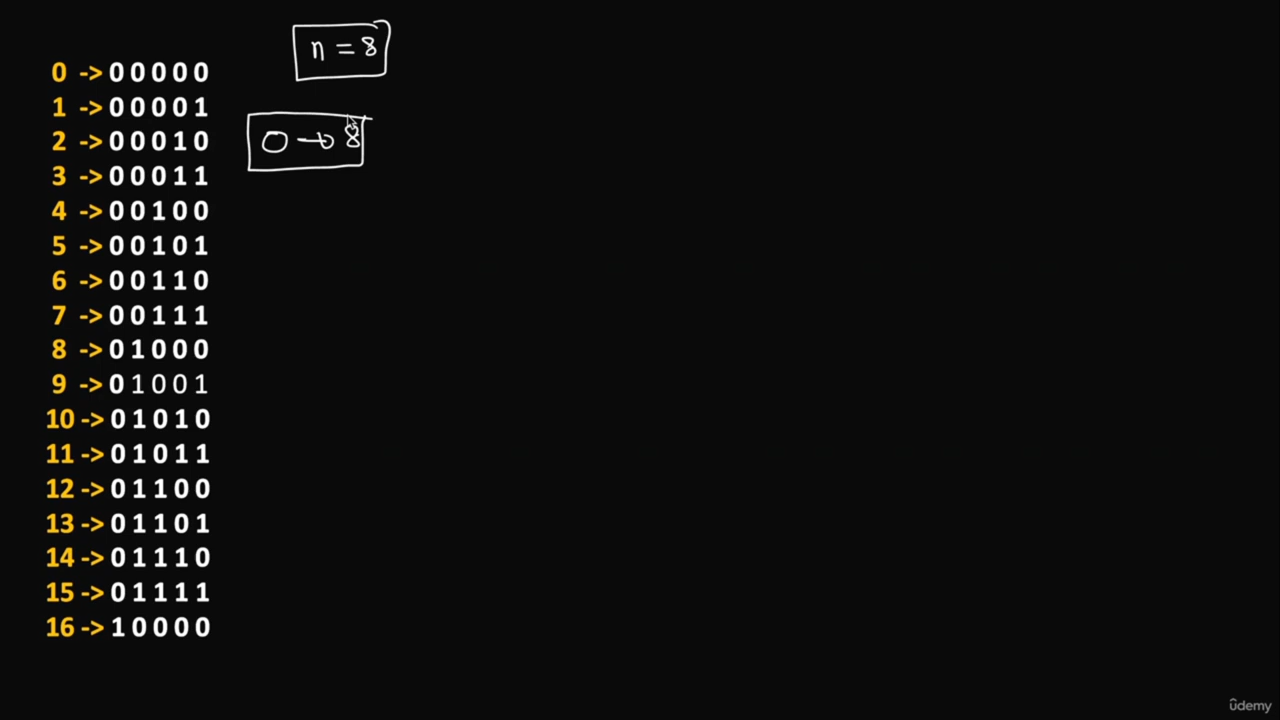 n = 8
0 -> 00000
1 -> 00001
2 -> 00010
0 → 8
3 -> 00011
4 -> 00100
5 -> 00101
6 -> 00110
7 -> 00111
8 -> 01000
9 -> 01001
10 -> 01010
11 -> 01011
12 -> 01100
13 -> 01101
14 -> 01110
15 -> 01111
16 -> 10000
ûdemy